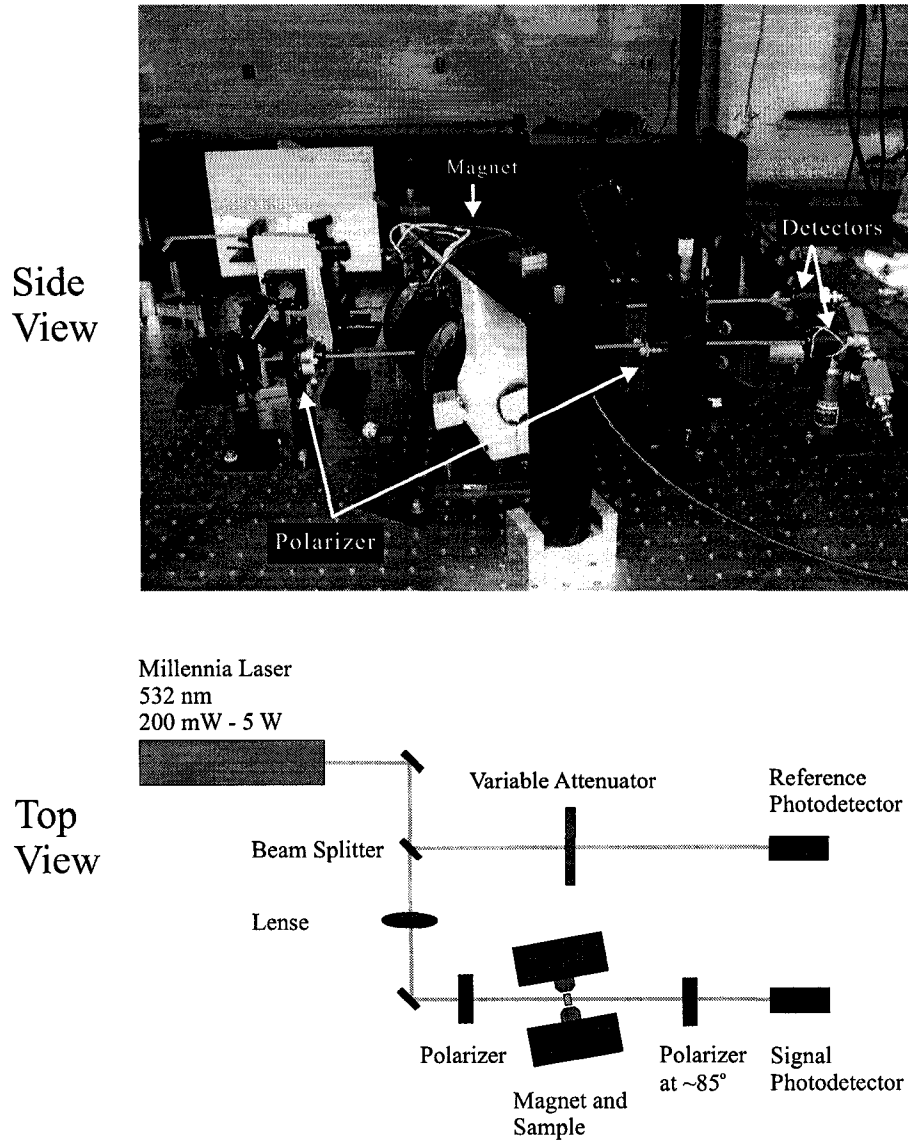 Side
View
Magnet
Detectors
Polarizer
Millennia Laser
532 nm
200 mW - 5 W
Top
View
Variable Attenuator
Reference
Photodetector
Beam Splitter
Lense
Polarizer
Magnet and
Sample
Polarizer
at ~85°
Signal
Photodetector